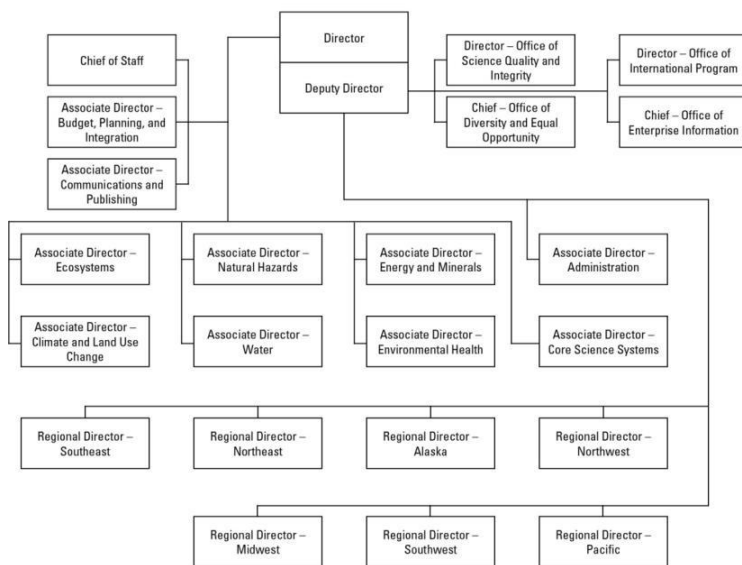 Director
Deputy Director
Chief of Staff
Associate Director –
Budget, Planning, and
Integration
Associate Director –
Communications and
Publishing
Director – Office of
Science Quality and
Integrity
Director – Office of
International Program
Chief – Office of
Diversity and Equal
Opportunity
Chief – Office of
Enterprise Information
Associate Director –
Ecosystems
Associate Director –
Natural Hazards
Associate Director –
Energy and Minerals
Associate Director –
Administration
Associate Director –
Climate and Land Use
Change
Associate Director –
Water
Associate Director –
Environmental Health
Associate Director –
Core Science Systems
Regional Director –
Southeast
Regional Director –
Northeast
Regional Director –
Alaska
Regional Director –
Northwest
Regional Director –
Midwest
Regional Director –
Southwest
Regional Director –
Pacific